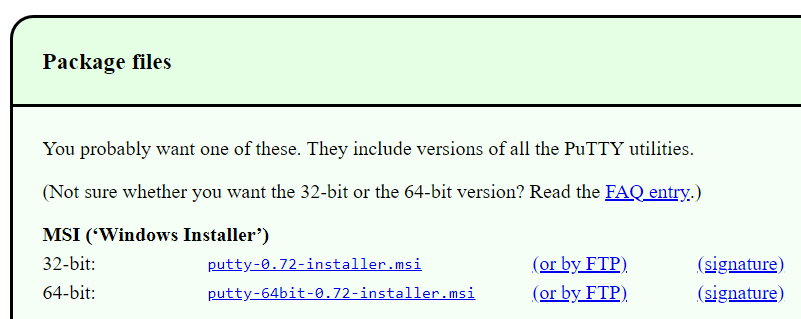 Package files
You probably want one of these. They include versions of all the PuTTY utilities.
(Not sure whether you want the 32-bit or the 64-bit version? Read the FAQ entry.)
MSI (‘Windows Installer’)
32-bit: putty-0.72-installer.msi (or by FTP) (signature)
64-bit: putty-64bit-0.72-installer.msi (or by FTP) (signature)